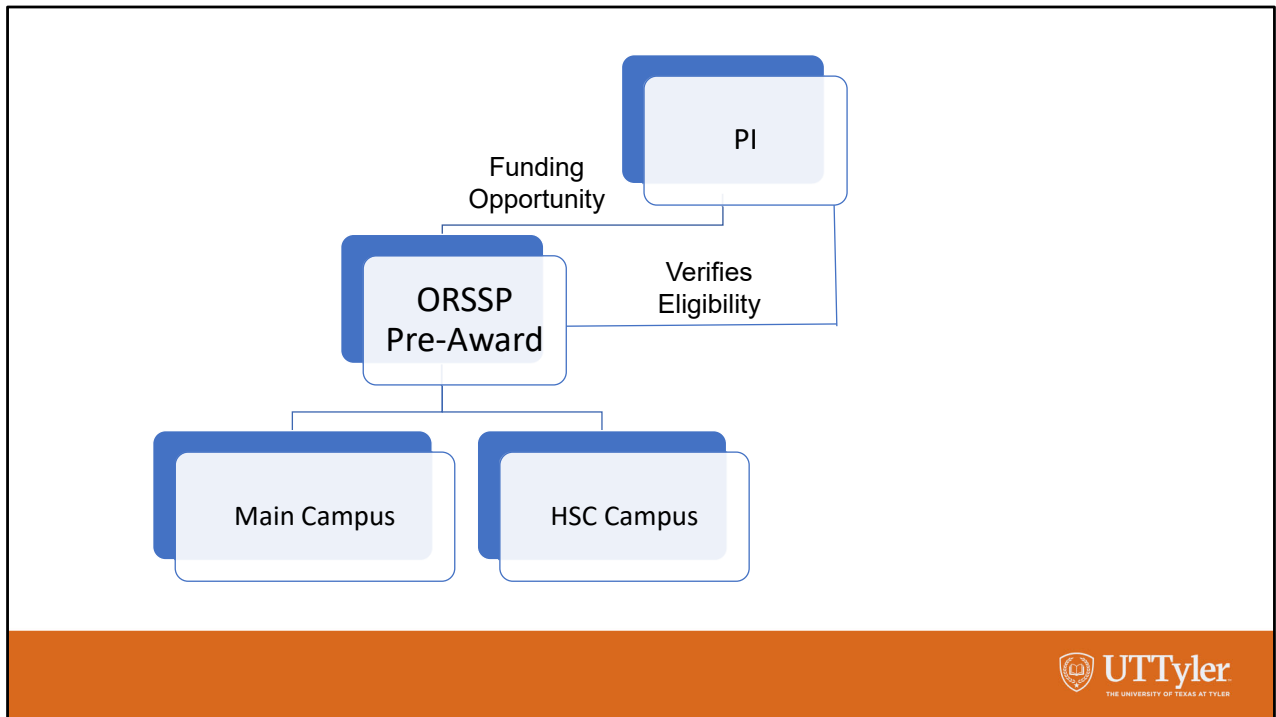 PI
Funding
Opportunity
Verifies
Eligibility
ORSSP
Pre-Award
Main Campus
HSC Campus
UTTyler
THE UNIVERSITY OF TEXAS AT TYLER